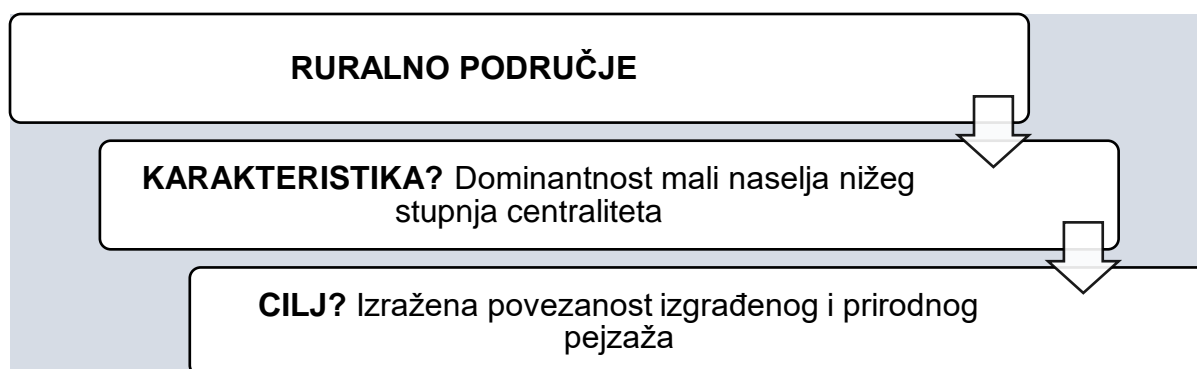 RURALNO PODRUČJE
KARAKTERISTIKA? Dominantnost mali naselja nižeg
stupnja centraliteta
CILJ? Izražena povezanost izgrađenog i prirodnog
pejzaža